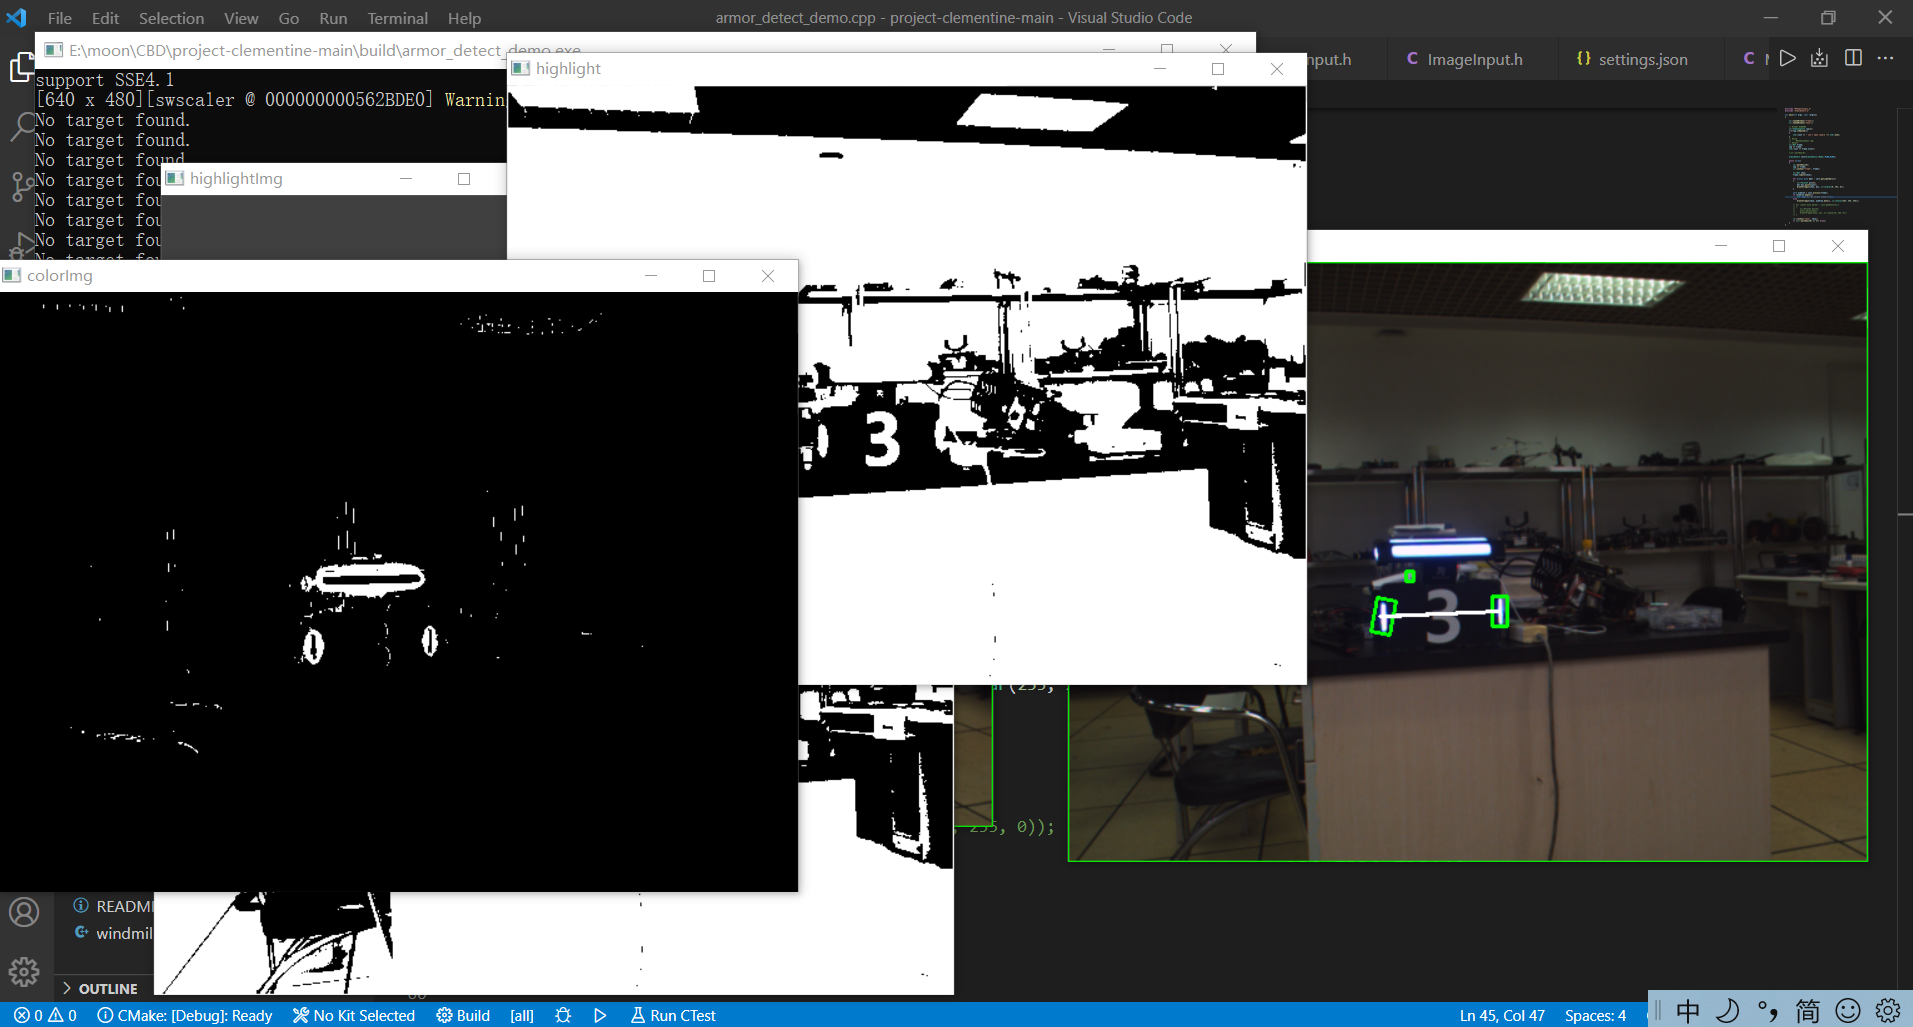 File Edit Selection View Go Run Terminal Help
armor_detect_demo.cpp - project-clementine-main - Visual Studio Code
E:\moon\CBD\project-clementine-main\build\armor_detect_demo.exe
nput.h
C ImageInput.h
{} settings.json
C
support SSE4.1
[640 x 480][swscaler @ 000000000562BDE0] Warnin
No target found.
No target found.
No target found
No target fou
No target fou
No target fou
No target fou
No target fou
highlight
highlightImg
colorImg
3
3
(255,
, 255, 0));
READM
windmil
OUTLINE
0 0 CMake: [Debug]: Ready No Kit Selected Build [all] Run CTest
Ln 45, Col 47 Spaces: 4
中 简